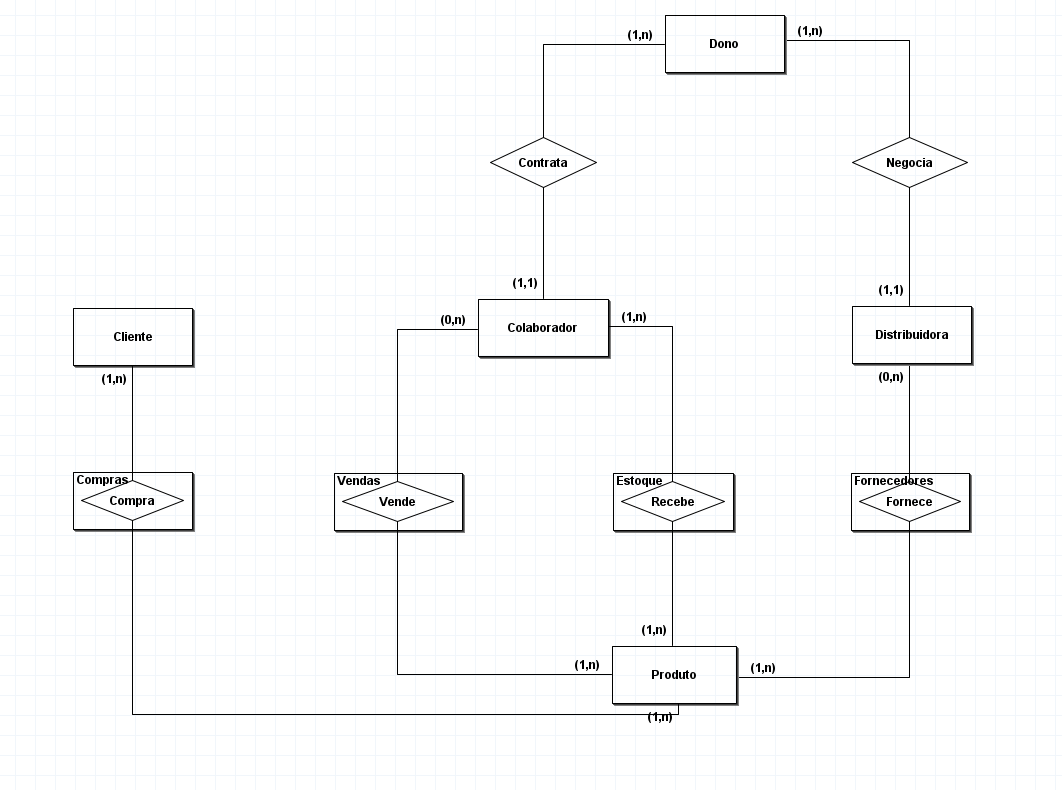 Dono
(1,n)
(1,n)
Contrata
Negocia
(1,1)
(1,1)
Colaborador
(0,n)
(1,n)
Cliente
(1,n)
Distribuidora
(0,n)
Compras
Compra
Vendas
Vende
Estoque
Recebe
Fornecedores
Fornece
(1,n)
(1,n)
Produto
(1,n)
(1,n)